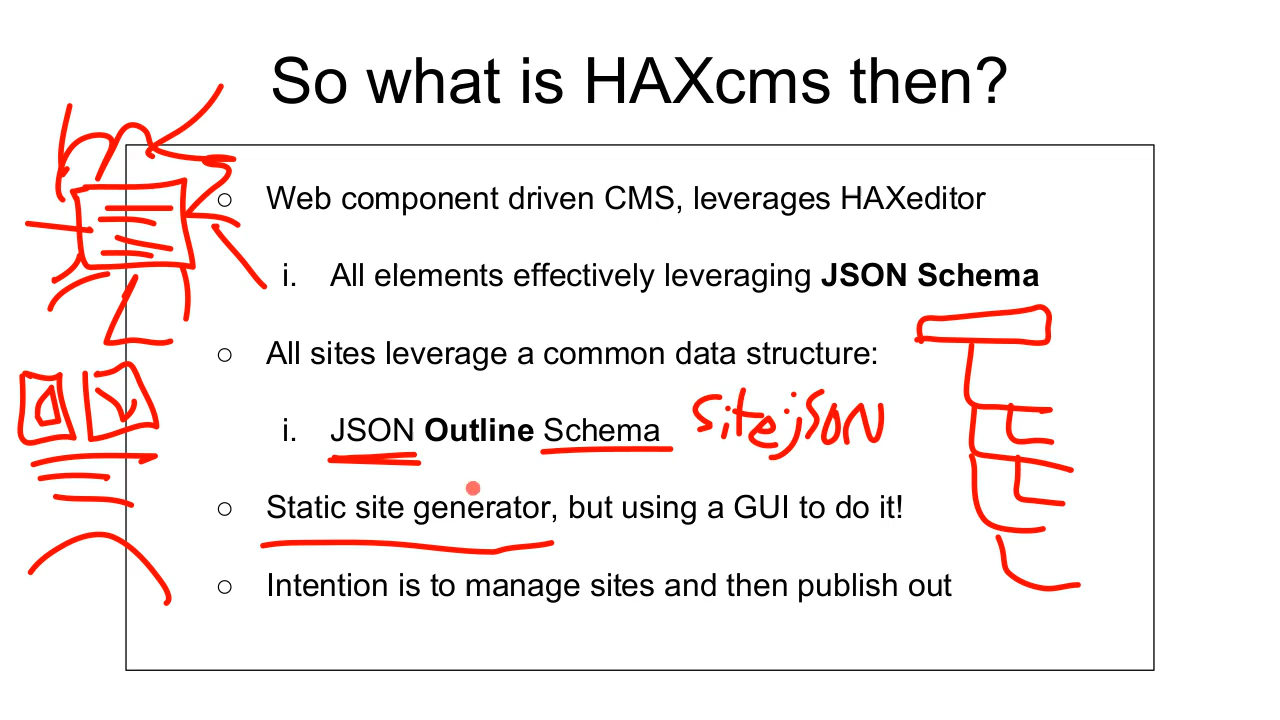 So what is HAXcms then?
○ Web component driven CMS, leverages HAXeditor
i. All elements effectively leveraging JSON Schema
○ All sites leverage a common data structure:
i. JSON Outline Schema site.json
○ Static site generator, but using a GUI to do it!
○ Intention is to manage sites and then publish out